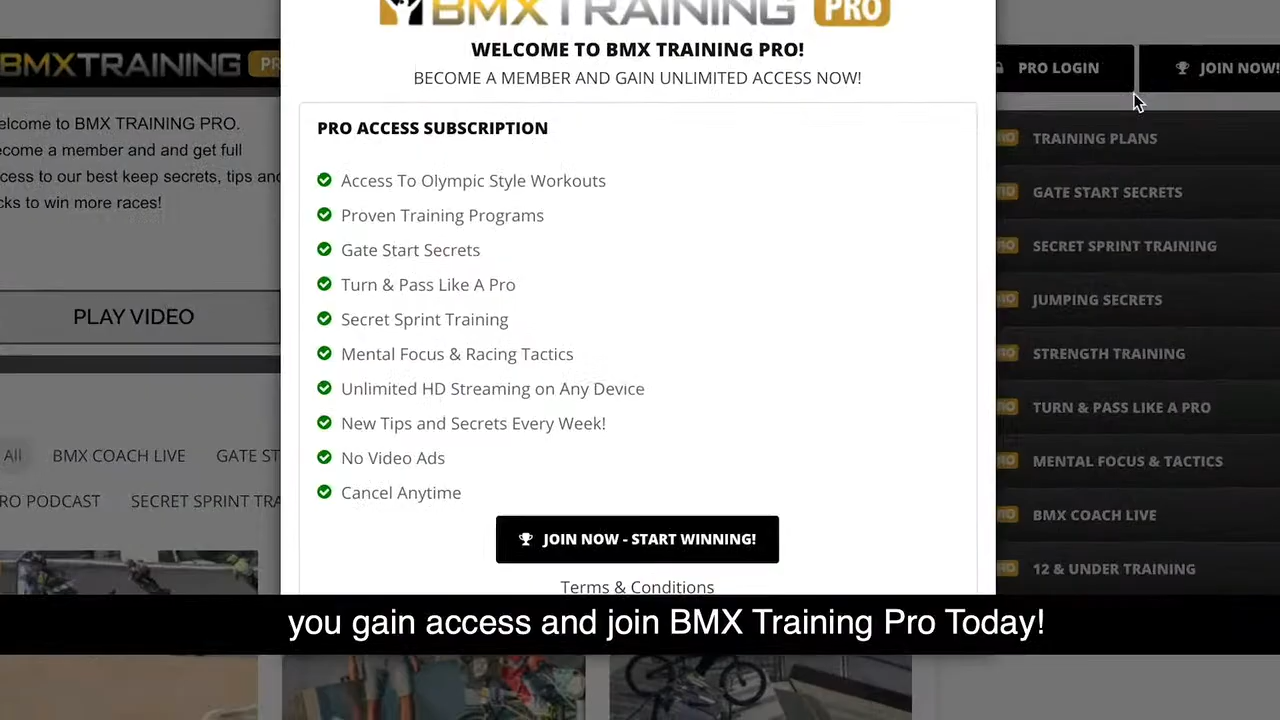 BMXTRAINING PRO
WELCOME TO BMX TRAINING PRO!
BECOME A MEMBER AND GAIN UNLIMITED ACCESS NOW!
PRO ACCESS SUBSCRIPTION
Access To Olympic Style Workouts
Proven Training Programs
Gate Start Secrets
Turn & Pass Like A Pro
Secret Sprint Training
Mental Focus & Racing Tactics
Unlimited HD Streaming on Any Device
New Tips and Secrets Every Week!
No Video Ads
Cancel Anytime
JOIN NOW - START WINNING!
Terms & Conditions
BMXTRAINING PR
elcome to BMX TRAINING PRO.
ecome a member and and get full
cess to our best keep secrets, tips and
cks to win more races!
PLAY VIDEO
All BMX COACH LIVE GATE ST
RO PODCAST SECRET SPRINT TRA
PRO LOGIN
JOIN NOW!
TRAINING PLANS
GATE START SECRETS
SECRET SPRINT TRAINING
JUMPING SECRETS
STRENGTH TRAINING
TURN & PASS LIKE A PRO
MENTAL FOCUS & TACTICS
BMX COACH LIVE
12 & UNDER TRAINING
you gain access and join BMX Training Pro Today!